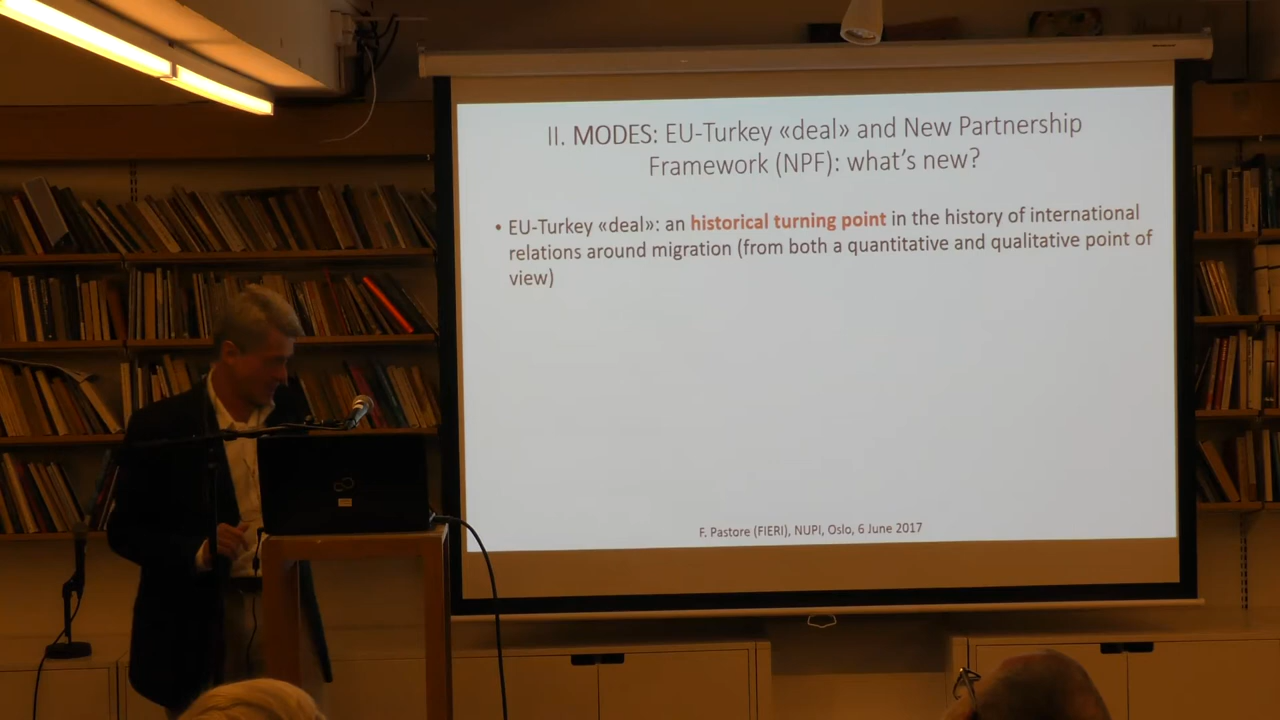 II. MODES: EU-Turkey «deal» and New Partnership
Framework (NPF): what's new?
• EU-Turkey «deal»: an historical turning point in the history of international
relations around migration (from both a quantitative and qualitative point of
view)
F. Pastore (FIERI), NUPI, Oslo, 6 June 2017